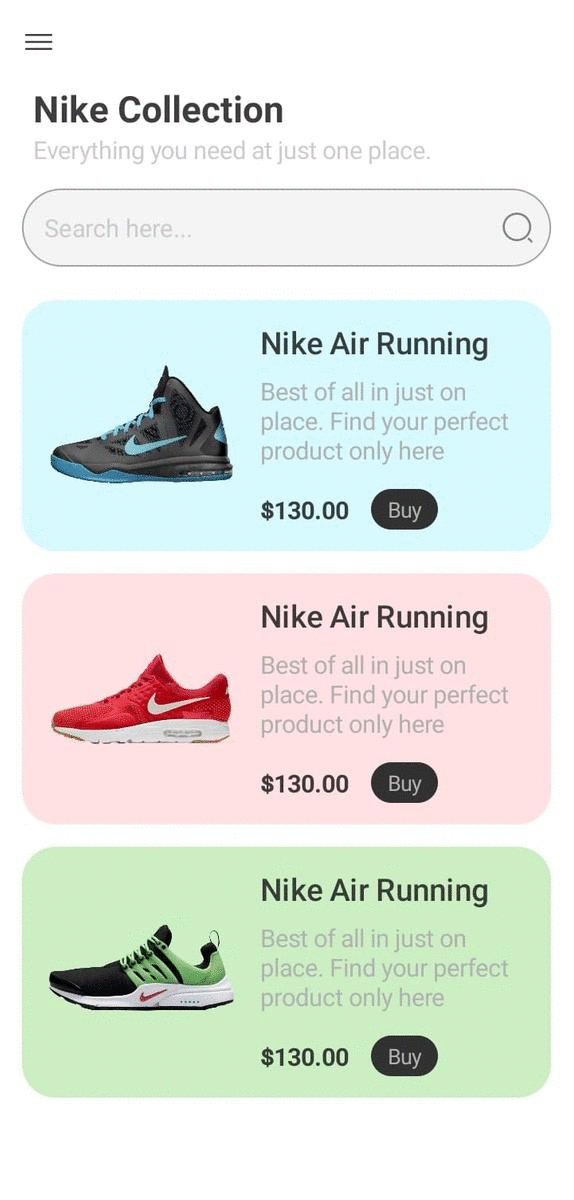 Nike Collection
Everything you need at just one place.
Search here...
Nike Air Running
Best of all in just on
place. Find your perfect
product only here
$130.00 Buy
Nike Air Running
Best of all in just on
place. Find your perfect
product only here
$130.00 Buy
Nike Air Running
Best of all in just on
place. Find your perfect
product only here
$130.00 Buy